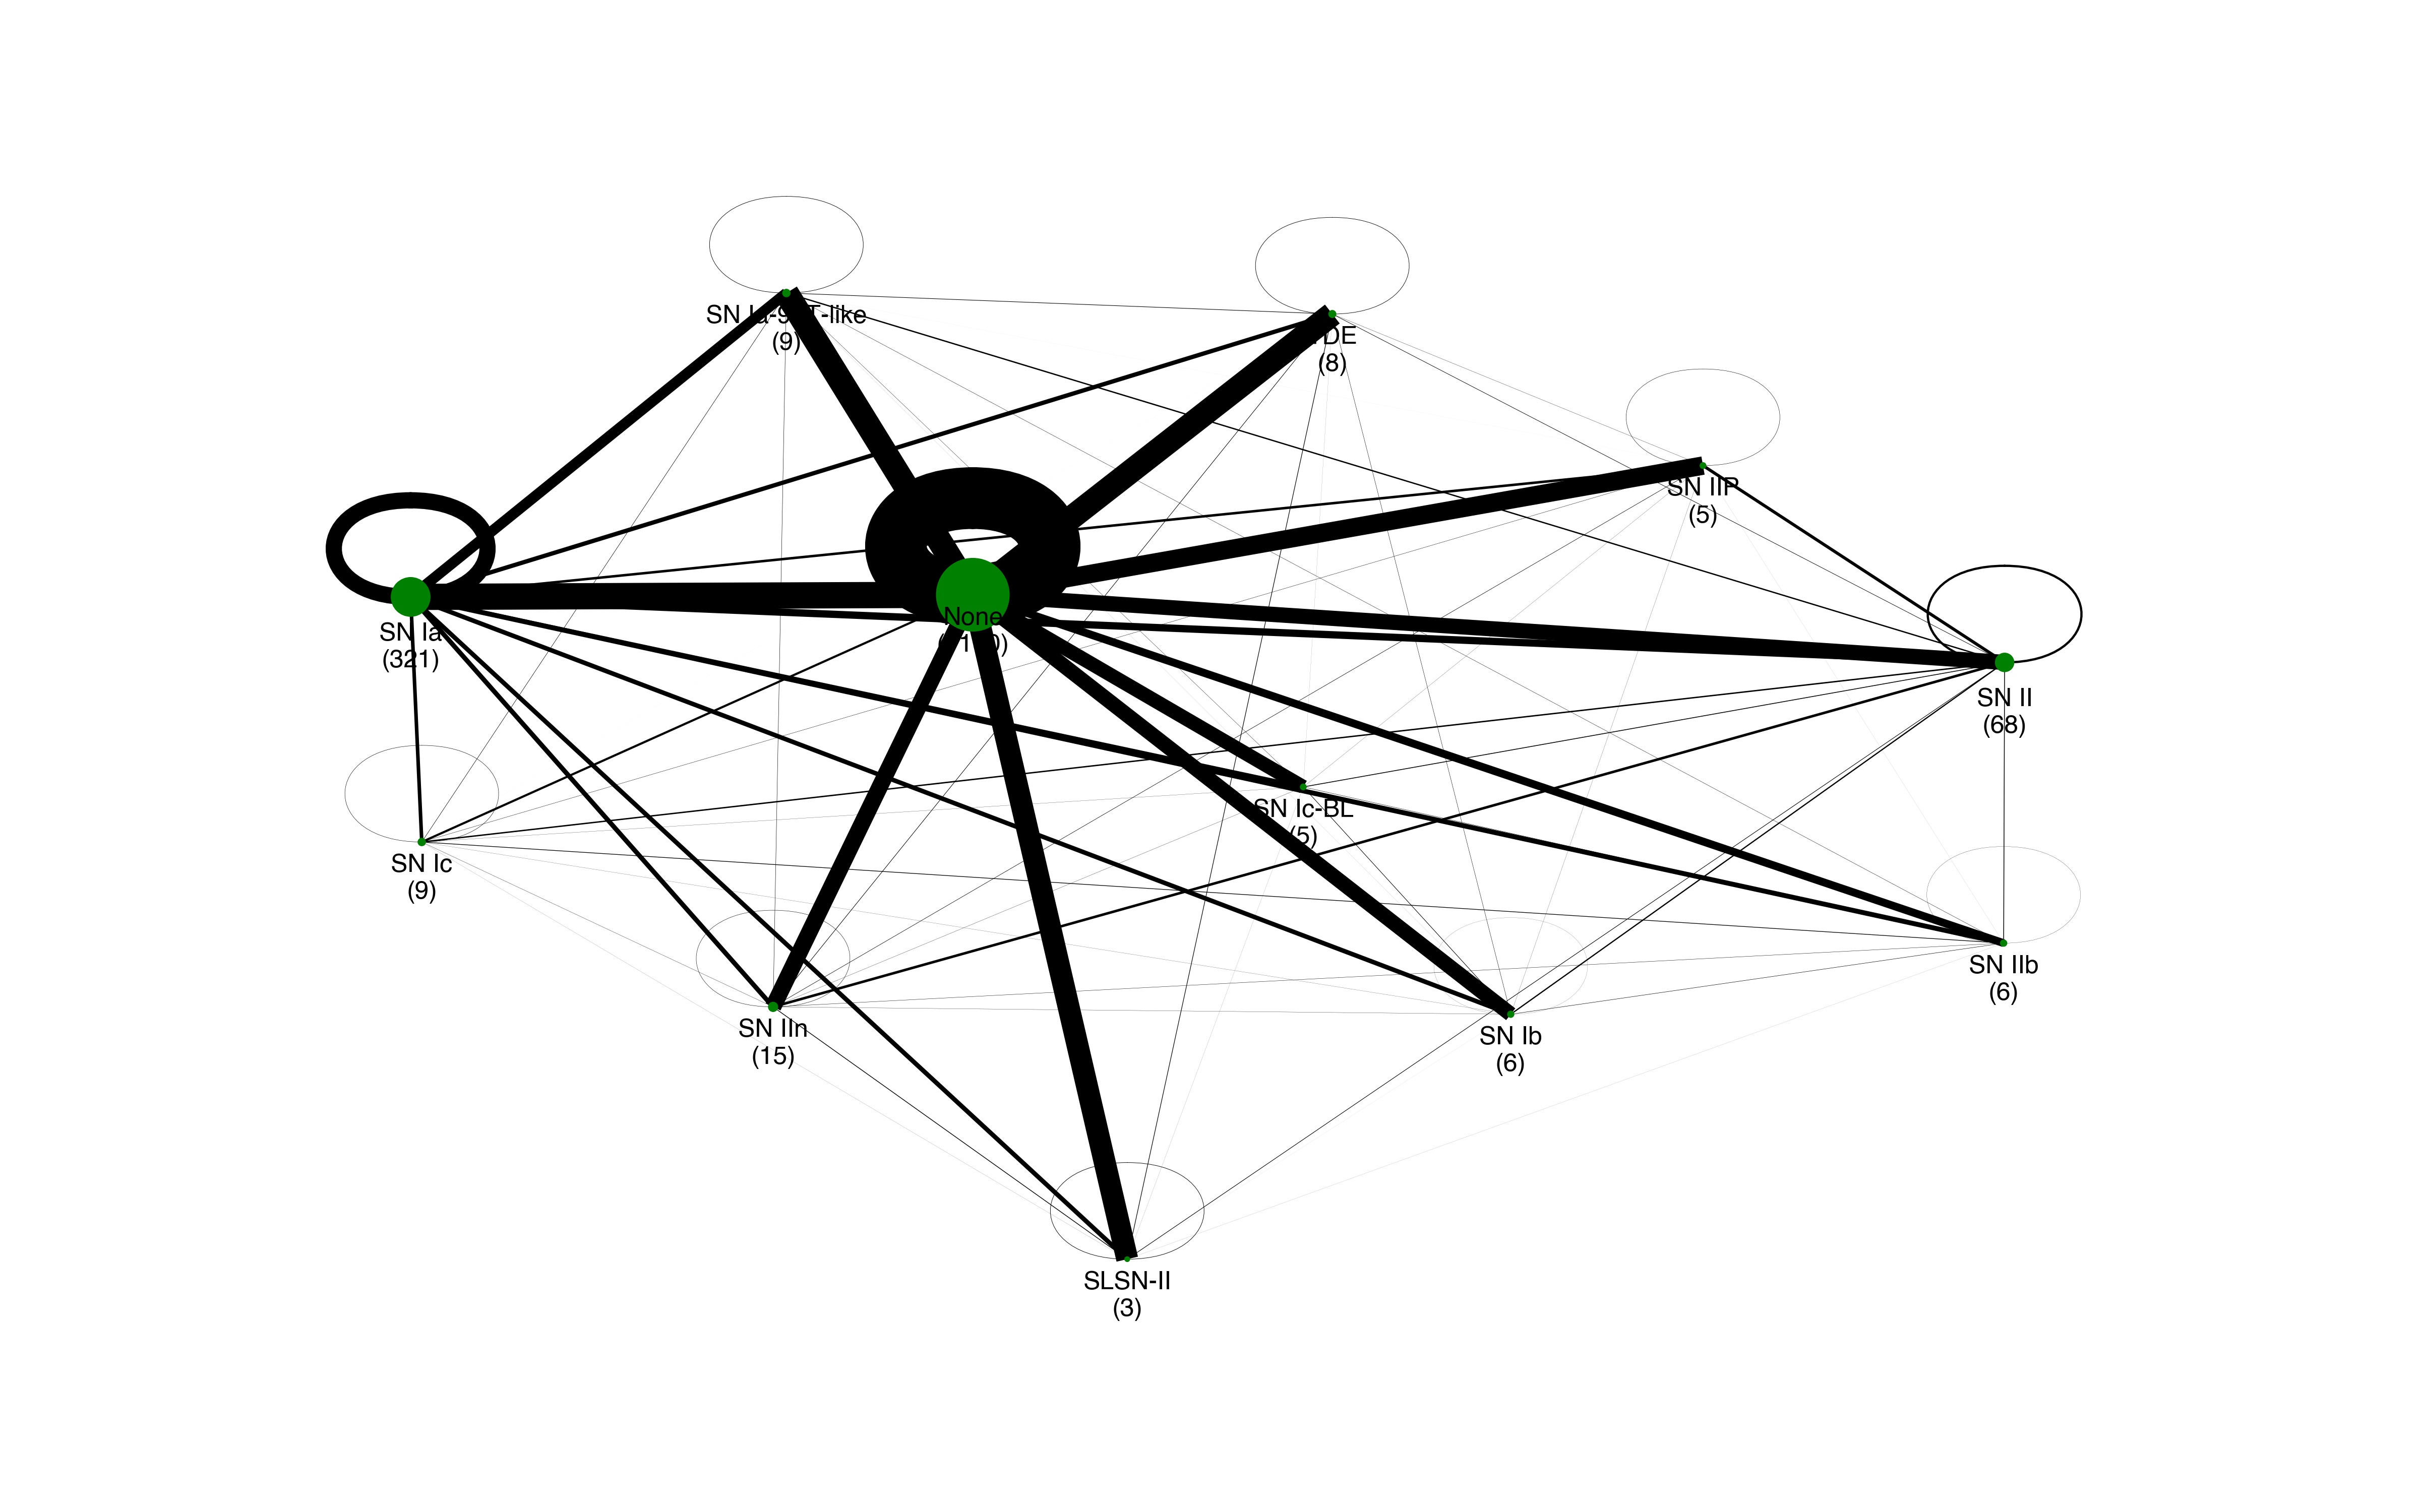 SN Ia-91T-like
(9)
TDE
(8)
SN IIP
(5)
None
SN Ia
(321)
SN II
(68)
SN Ic-BL
(5)
SN Ic
(9)
SN IIb
(6)
SN IIn
(15)
SN Ib
(6)
SLSN-II
(3)